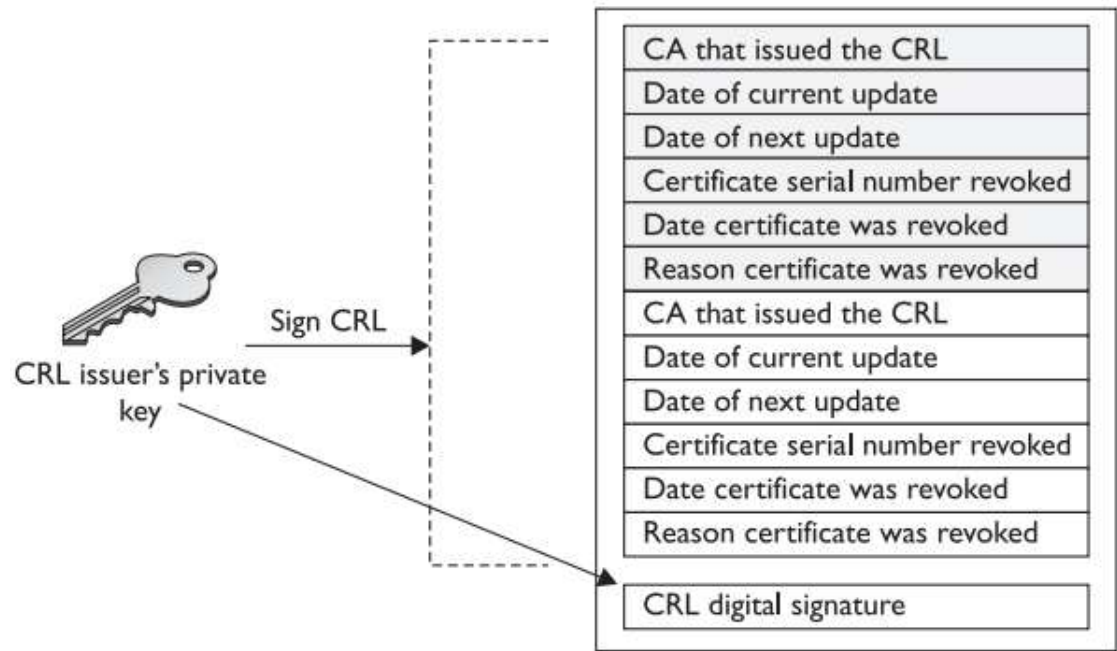 CA that issued the CRL
Date of current update
Date of next update
Certificate serial number revoked
Date certificate was revoked
Reason certificate was revoked
CA that issued the CRL
Date of current update
Date of next update
Certificate serial number revoked
Date certificate was revoked
Reason certificate was revoked
CRL digital signature
Sign CRL
CRL issuer's private
key